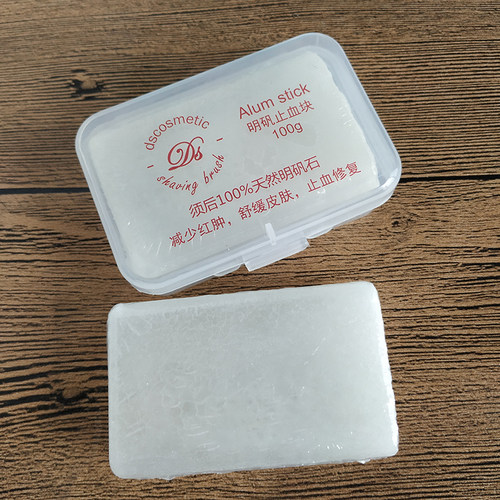 dscosmetic
Ds
shaving brush
Alum stick
明矾止血块
100g
须后100%天然明矾石
减少红肿，舒缓皮肤，止血修复